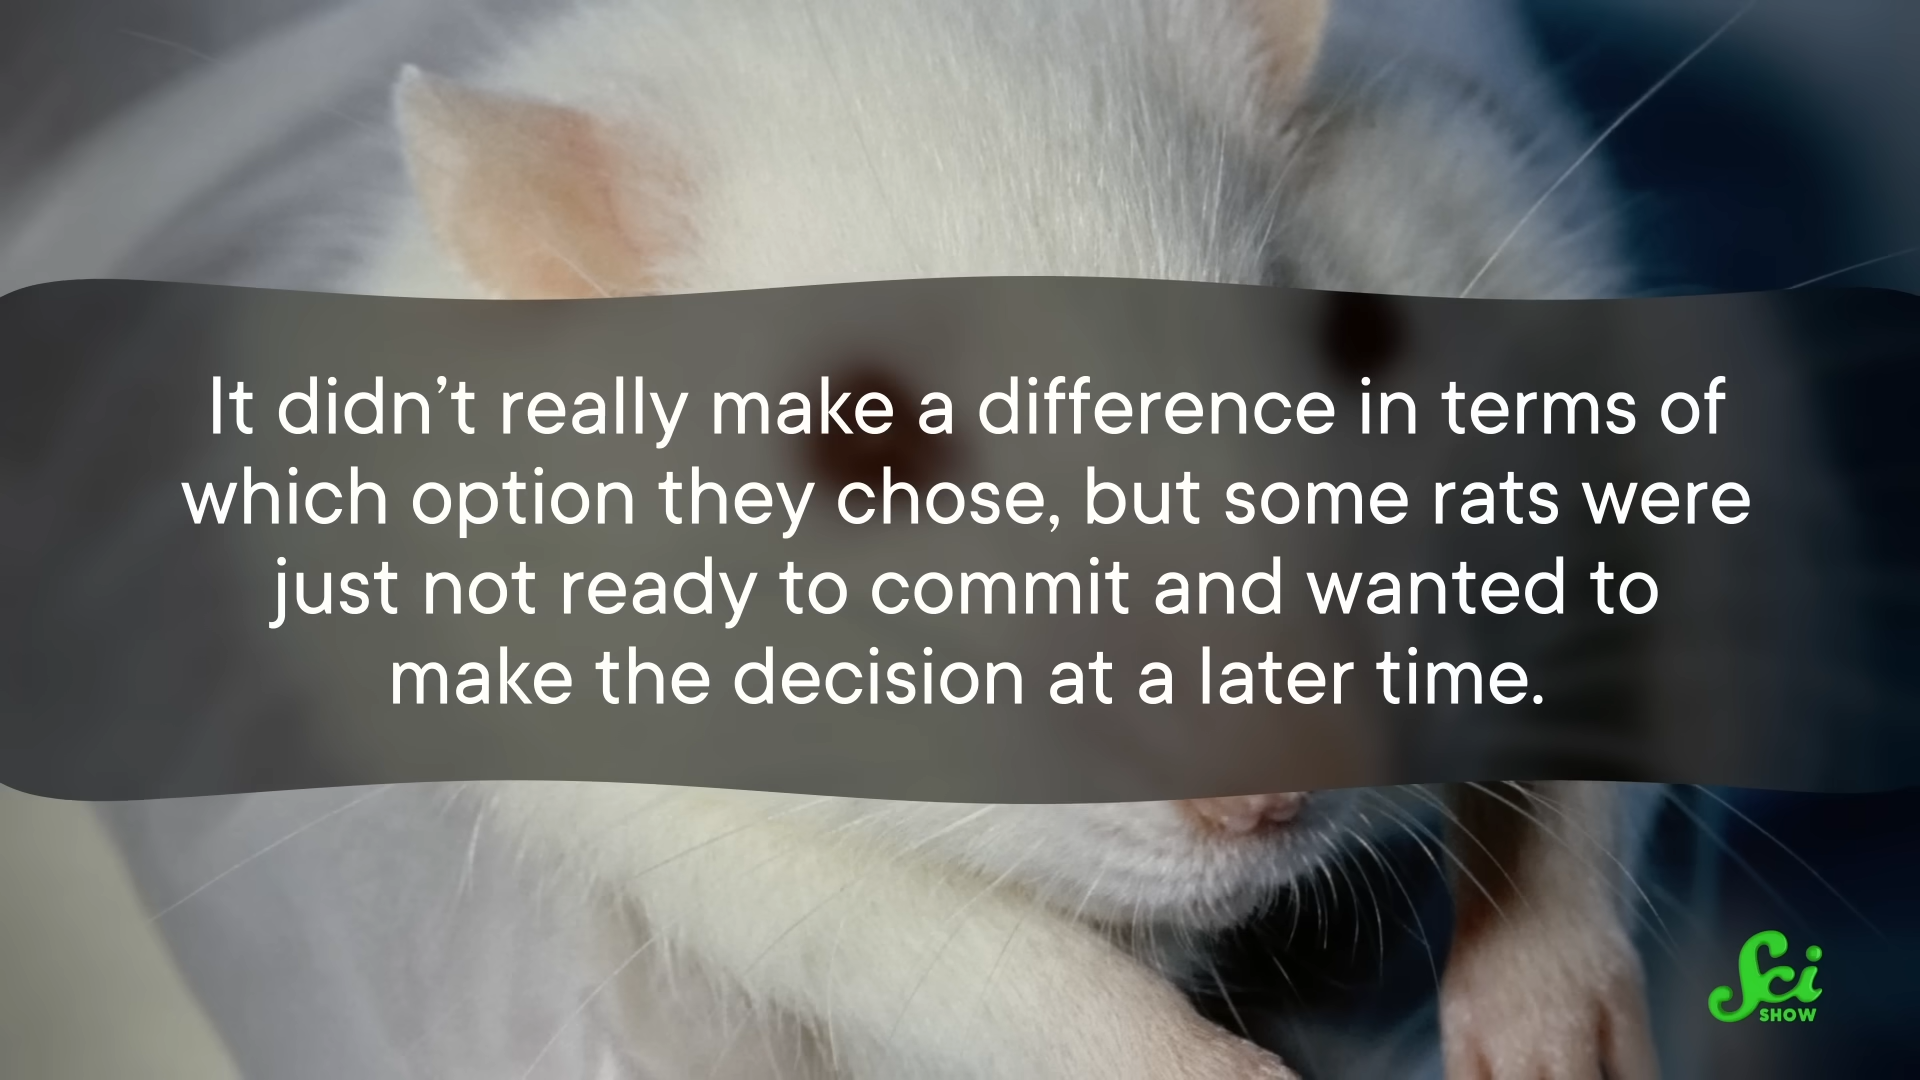 It didn’t really make a difference in terms of
which option they chose, but some rats were
just not ready to commit and wanted to
make the decision at a later time.
Sci
SHOW